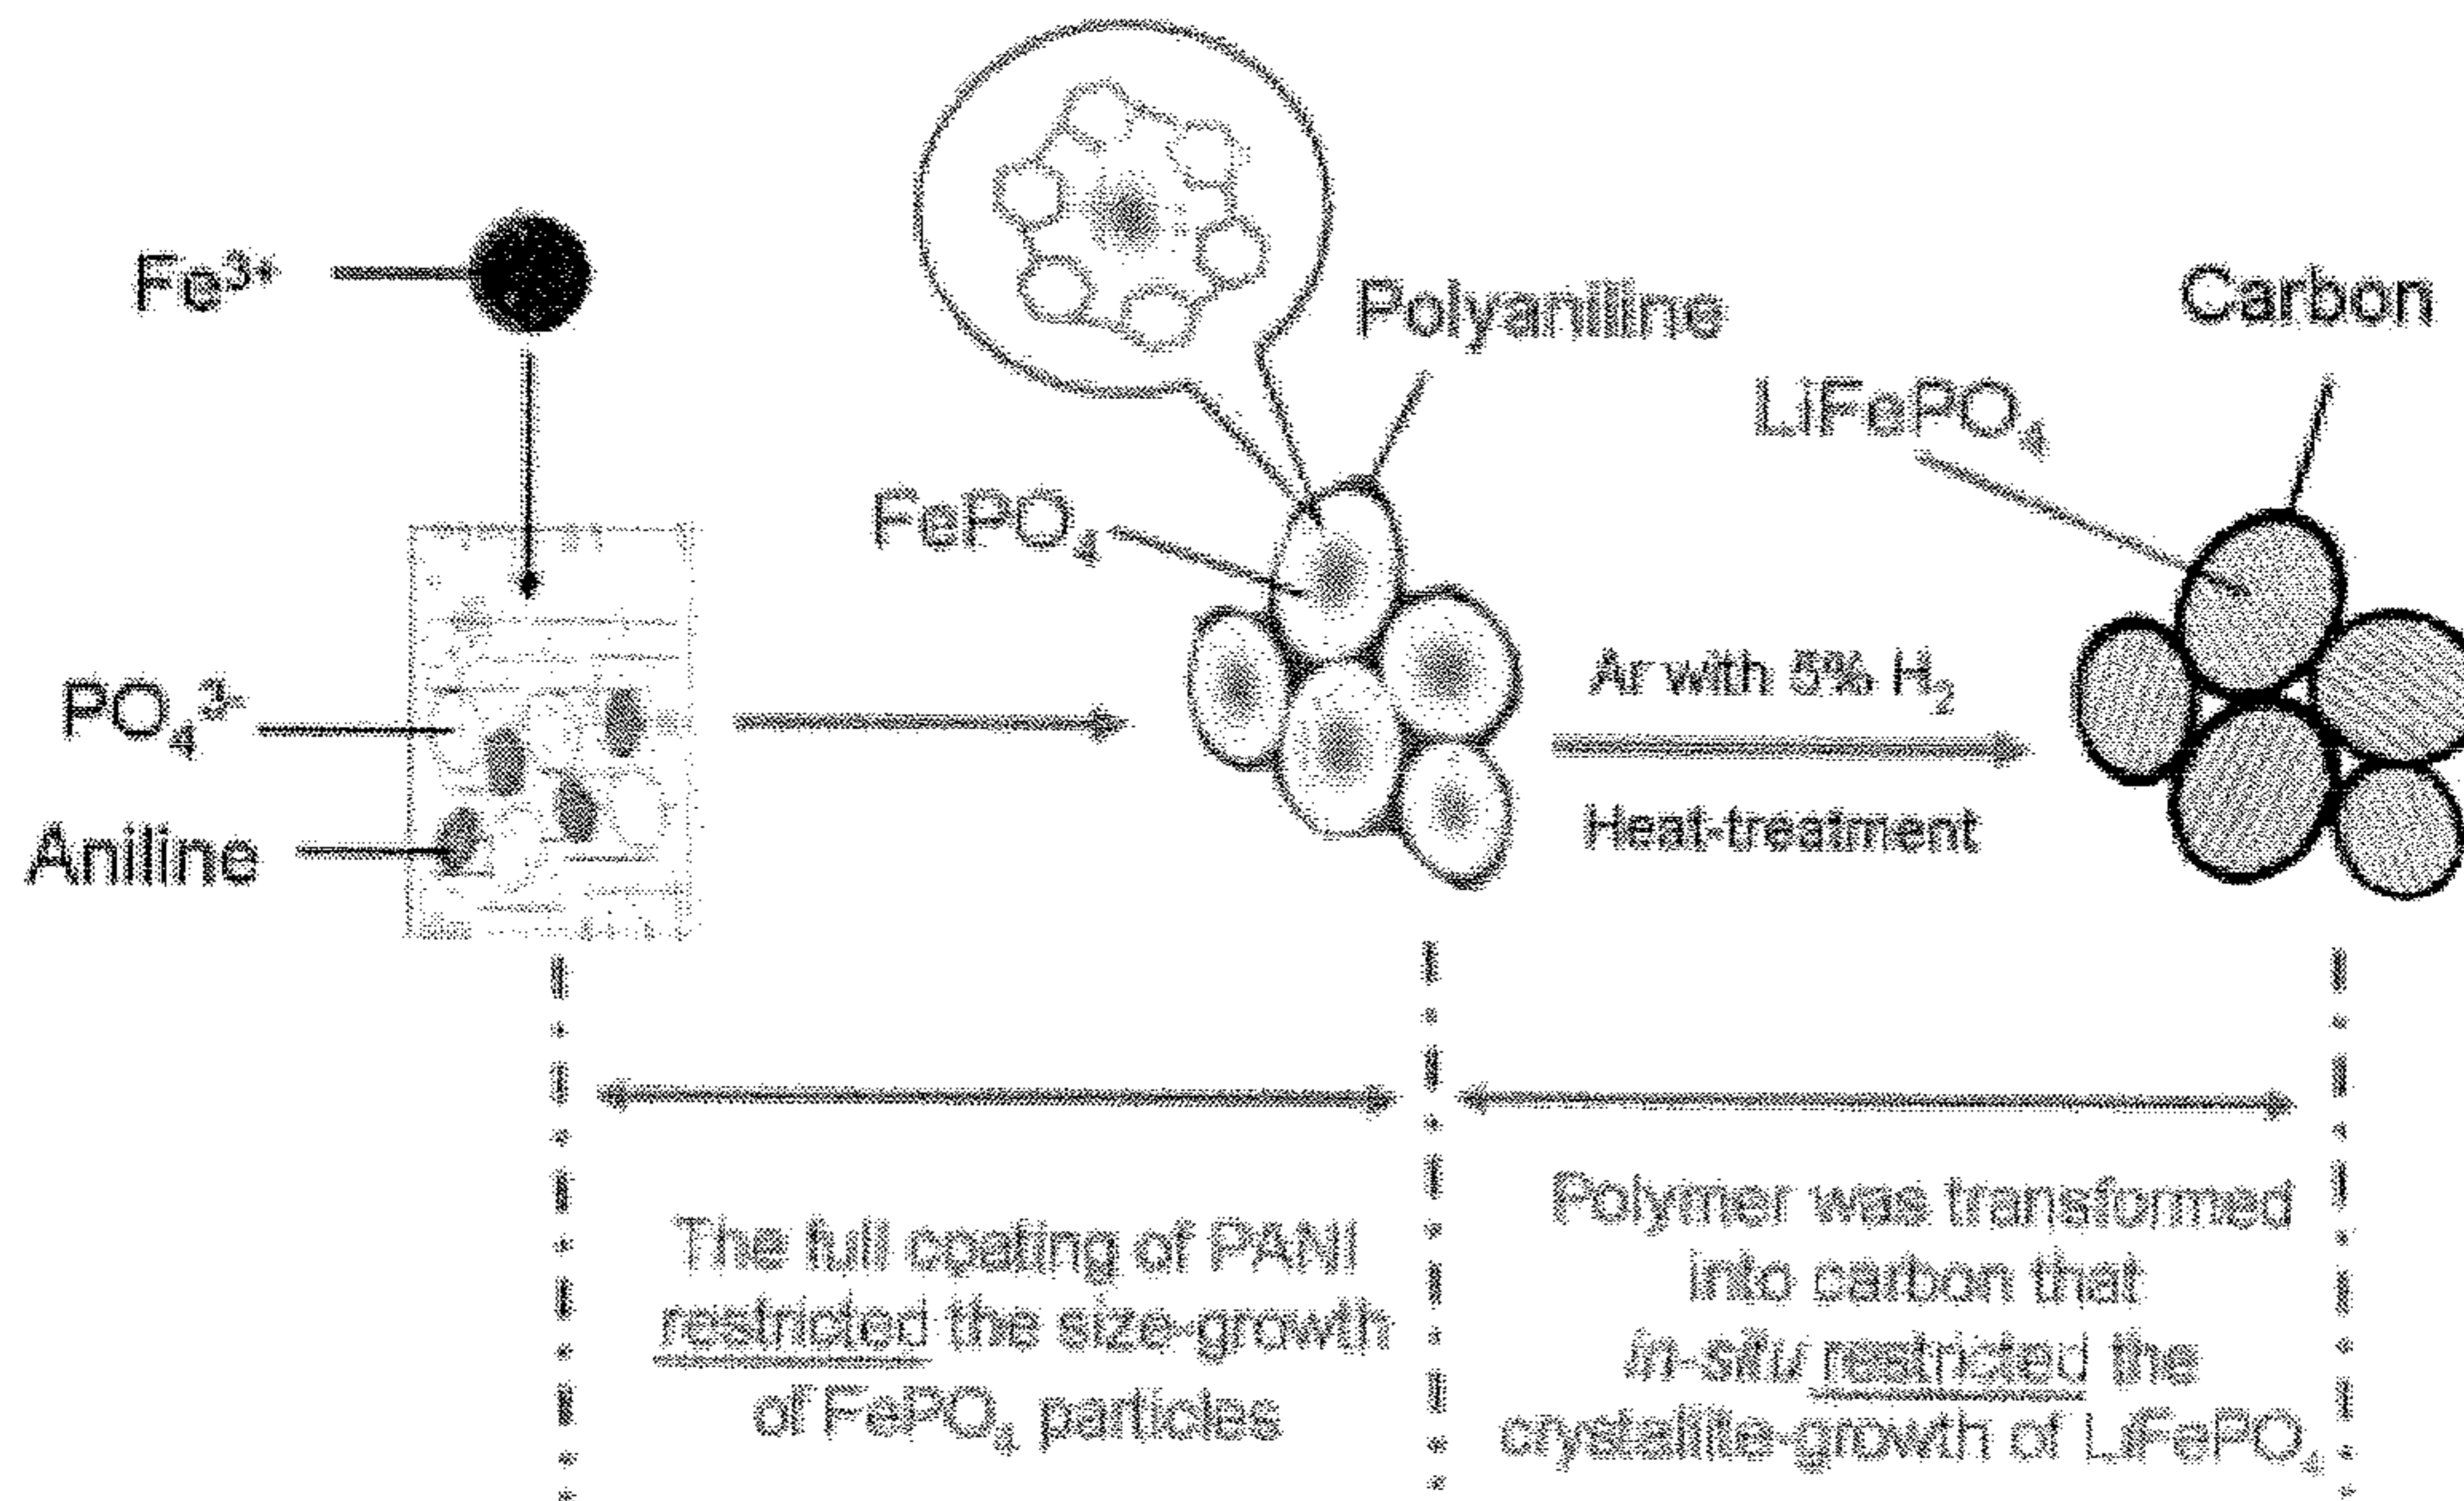 Fe³⁺
PO₄³⁻
Aniline
FePO₄
Polyaniline
LiFePO₄
Carbon
Ar with 5% H₂
Heat-treatment
The full coating of PANI
restricted the size-growth
of FePO₄ particles
Polymer was transformed
into carbon that
in-situ restricted the
crystallite-growth of LiFePO₄